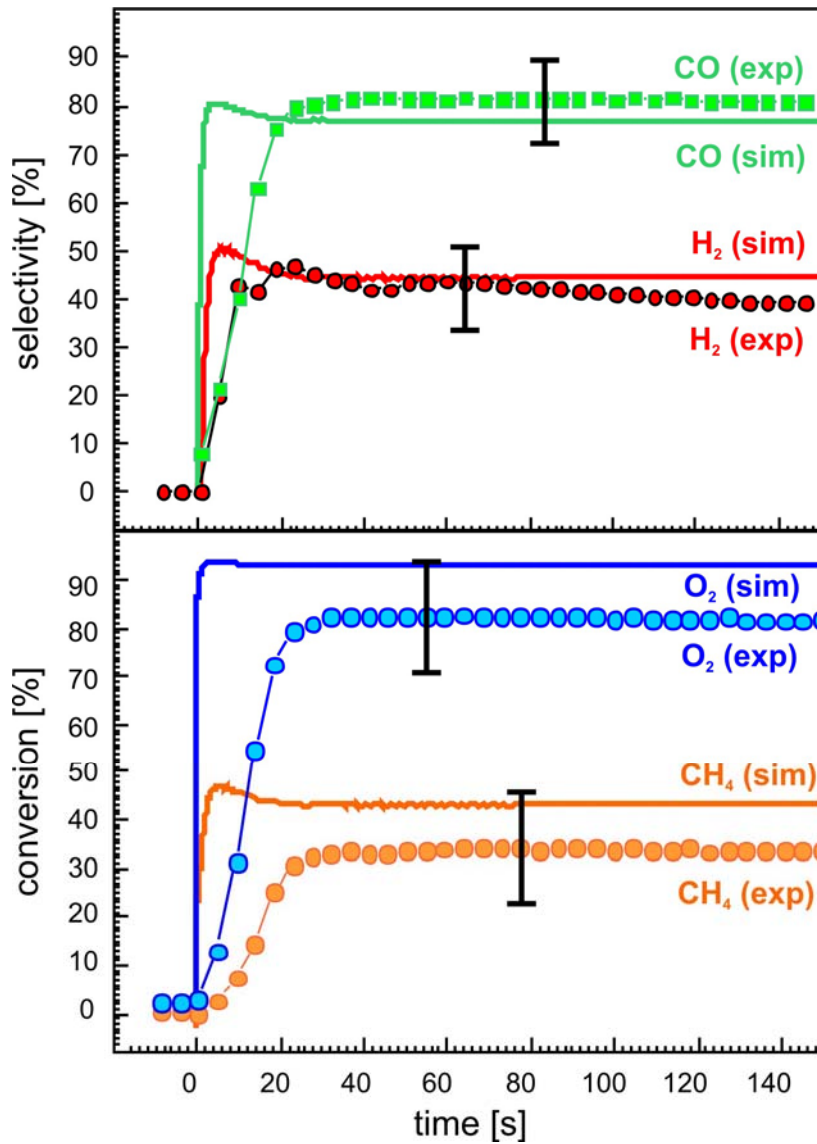 90
80
70
60
50
40
30
20
10
0
selectivity [%]
CO (exp)
CO (sim)
H₂ (sim)
H₂ (exp)
90
80
70
60
50
40
30
20
10
0
conversion [%]
O₂ (sim)
O₂ (exp)
CH₄ (sim)
CH₄ (exp)
0 20 40 60 80 100 120 140
time [s]